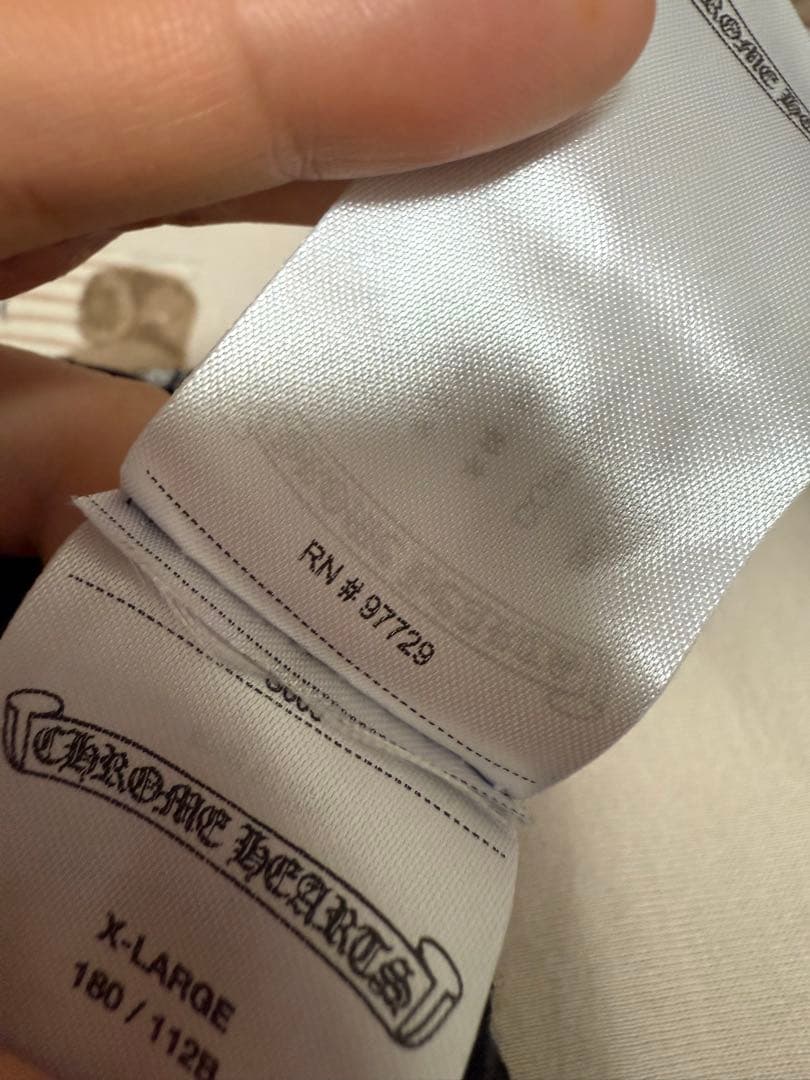 RN # 97729
CHROME HEARTS
X-LARGE
180 / 112B